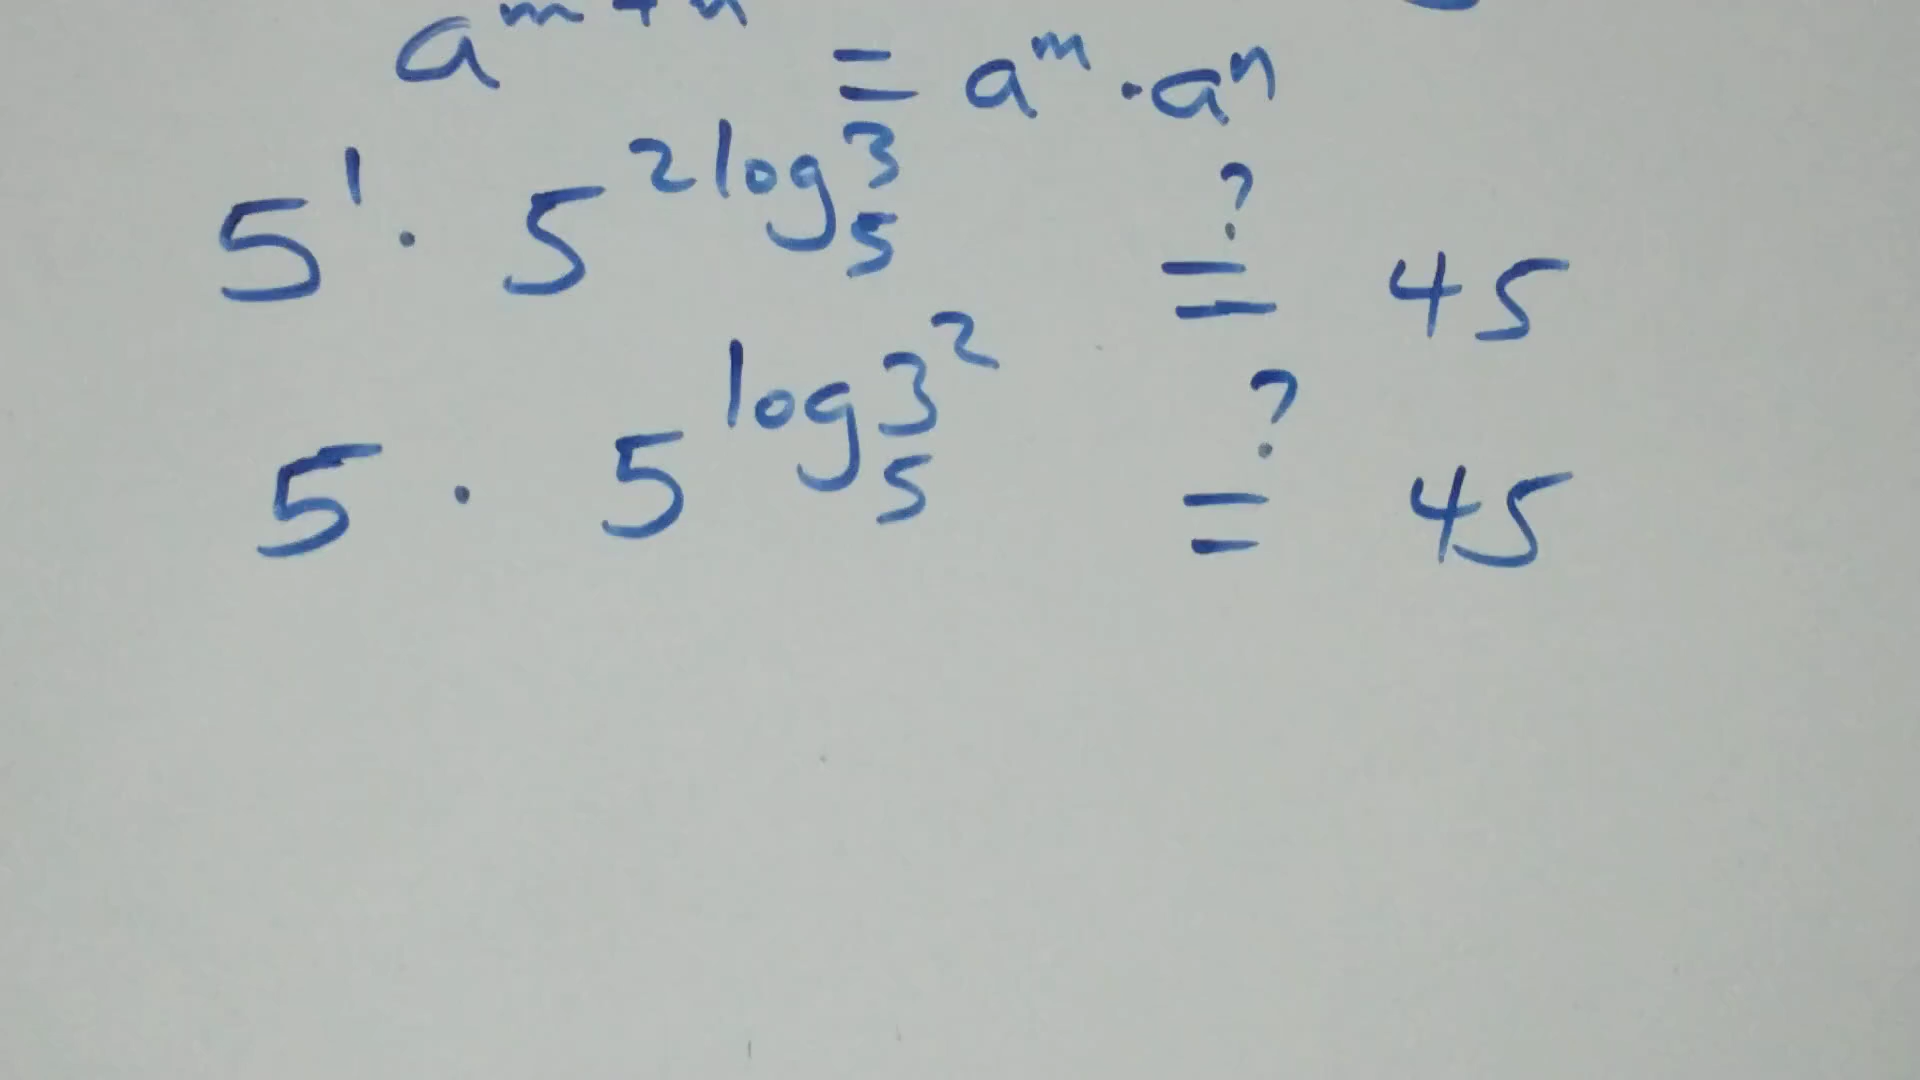 a^{m+n} = a^m · a^n
5^1 · 5^{2log_5 3} =? 45
5 · 5^{log_5 3^2} =? 45